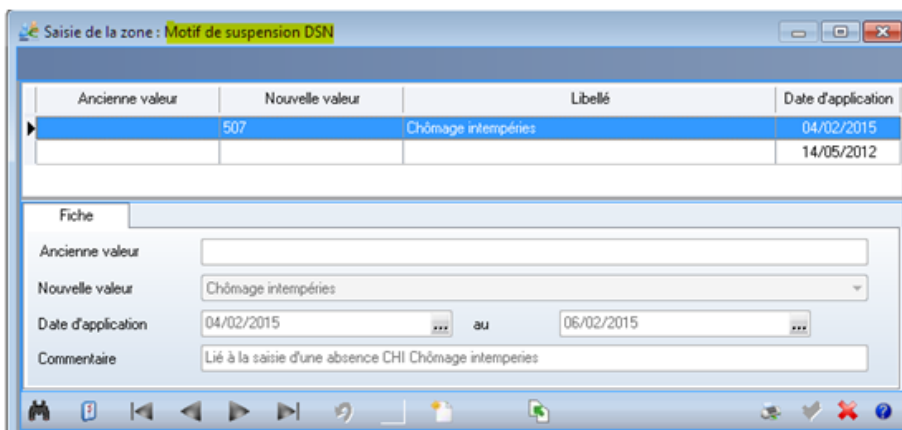 Saisie de la zone : Motif de suspension DSN
Ancienne valeur Nouvelle valeur Libellé Date d'application
507 Chômage intempéries 04/02/2015
14/05/2012
Fiche
Ancienne valeur
Nouvelle valeur Chômage intempéries
Date d'application 04/02/2015 ... au 06/02/2015 ...
Commentaire Lié à la saisie d'une absence CHI Chômage intemperies